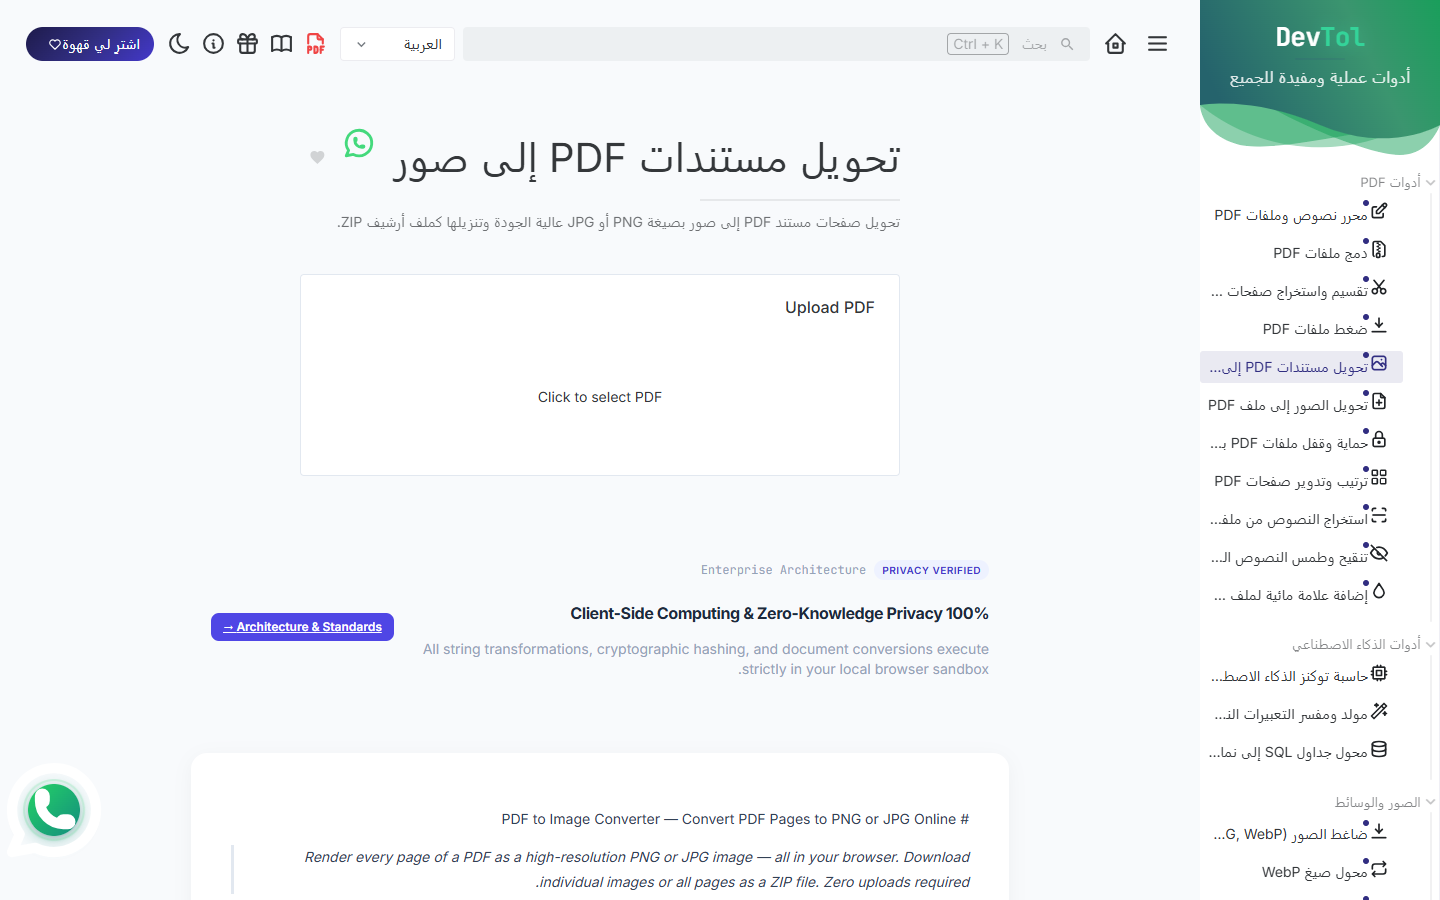 DevTol
أدوات عملية ومفيدة للجميع
أدوات PDF
محرر نصوص وملفات PDF
دمج ملفات PDF
تقسيم واستخراج صفحات ...
ضغط ملفات PDF
تحويل مستندات PDF إلى...
تحويل الصور إلى ملف PDF
حماية وقفل ملفات PDF بـ...
ترتيب وتدوير صفحات PDF
استخراج النصوص من ملفـ...
تنقيح وطمس النصوص الـ...
إضافة علامة مائية لملف ...
أدوات الذكاء الاصطناعي
حاسبة توكنز الذكاء الاصطـ...
مولد ومفسر التعبيرات النـ...
محول جداول SQL إلى نما...
الصور والوسائط
ضاغط الصور (G, WebP...
محول صيغ WebP
بحث Ctrl + K
العربية
PDF
اشترِ لي قهوة
تحويل مستندات PDF إلى صور
تحويل صفحات مستند PDF إلى صور بصيغة PNG أو JPG عالية الجودة وتنزيلها كملف أرشيف ZIP.
Upload PDF
Click to select PDF
PRIVACY VERIFIED Enterprise Architecture
Client-Side Computing & Zero-Knowledge Privacy 100%
All string transformations, cryptographic hashing, and document conversions execute
strictly in your local browser sandbox.
→ Architecture & Standards
# PDF to Image Converter — Convert PDF Pages to PNG or JPG Online
Render every page of a PDF as a high-resolution PNG or JPG image — all in your browser. Download
individual images or all pages as a ZIP file. Zero uploads required.